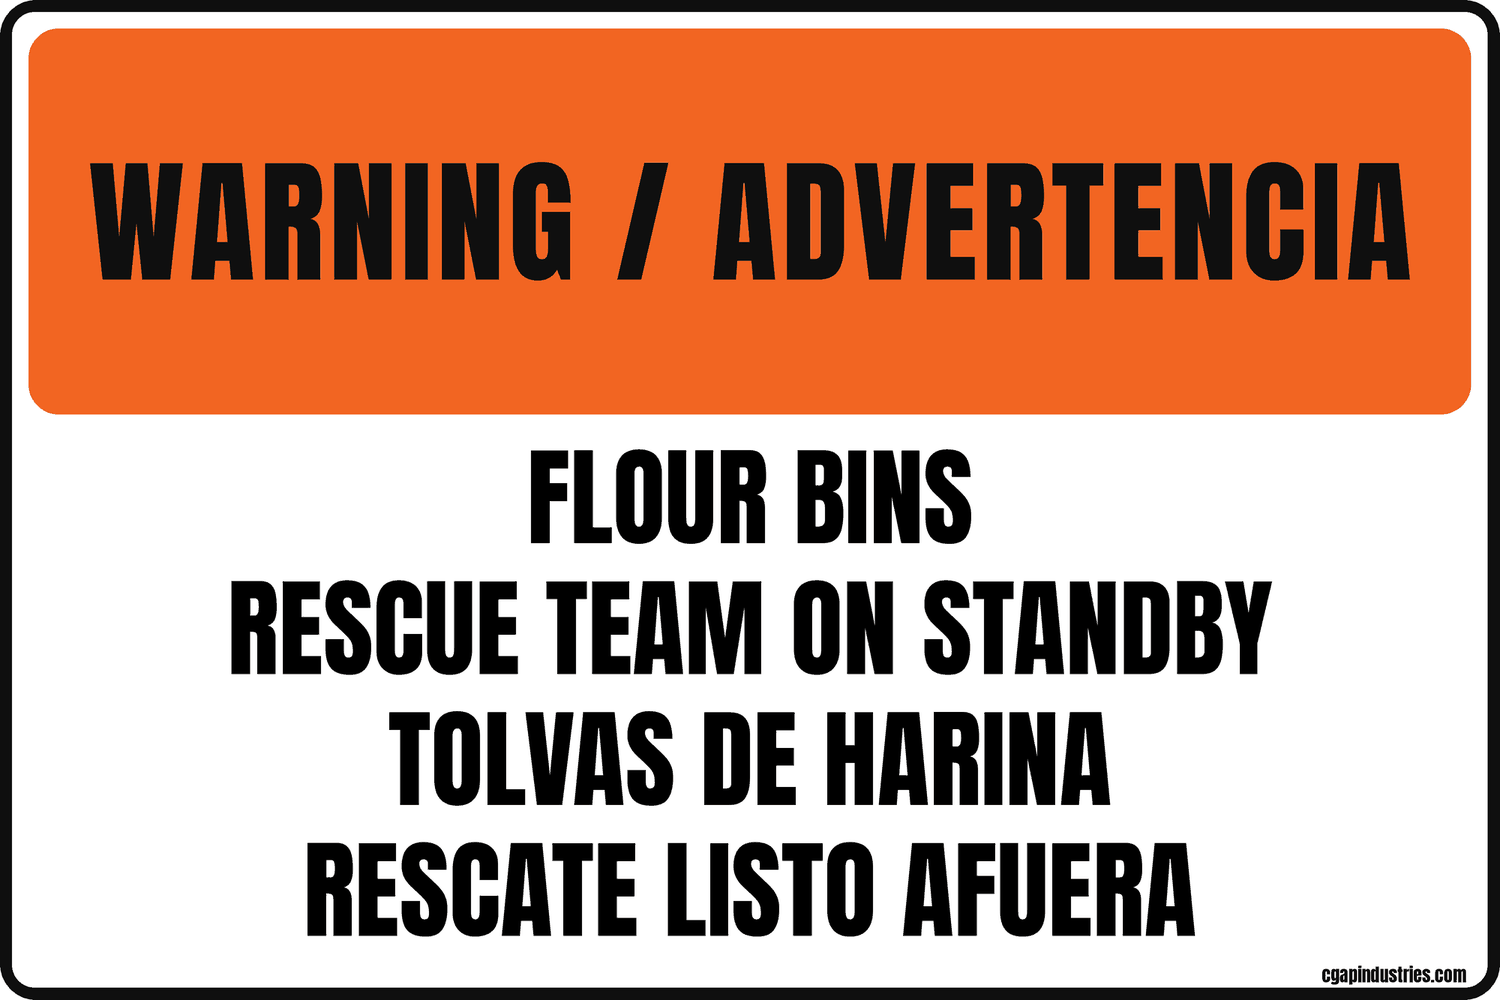 WARNING / ADVERTENCIA
FLOUR BINS
RESCUE TEAM ON STANDBY
TOLVAS DE HARINA
RESCATE LISTO AFUERA
cgapindustries.com